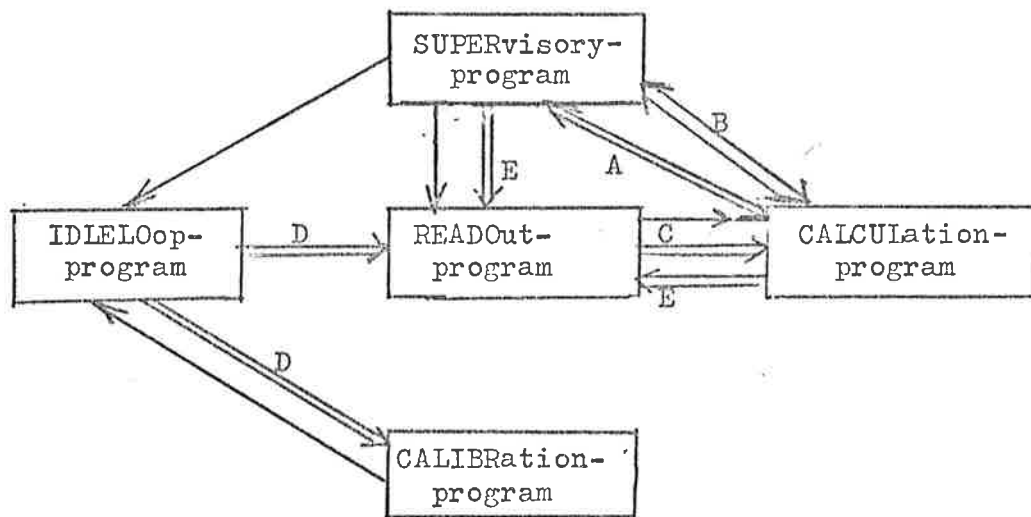 SUPERvisory-
program
B
A
E
IDLELOop-
program
D
READOut-
program
C
E
CALCULation-
program
D
CALIBRation-
program